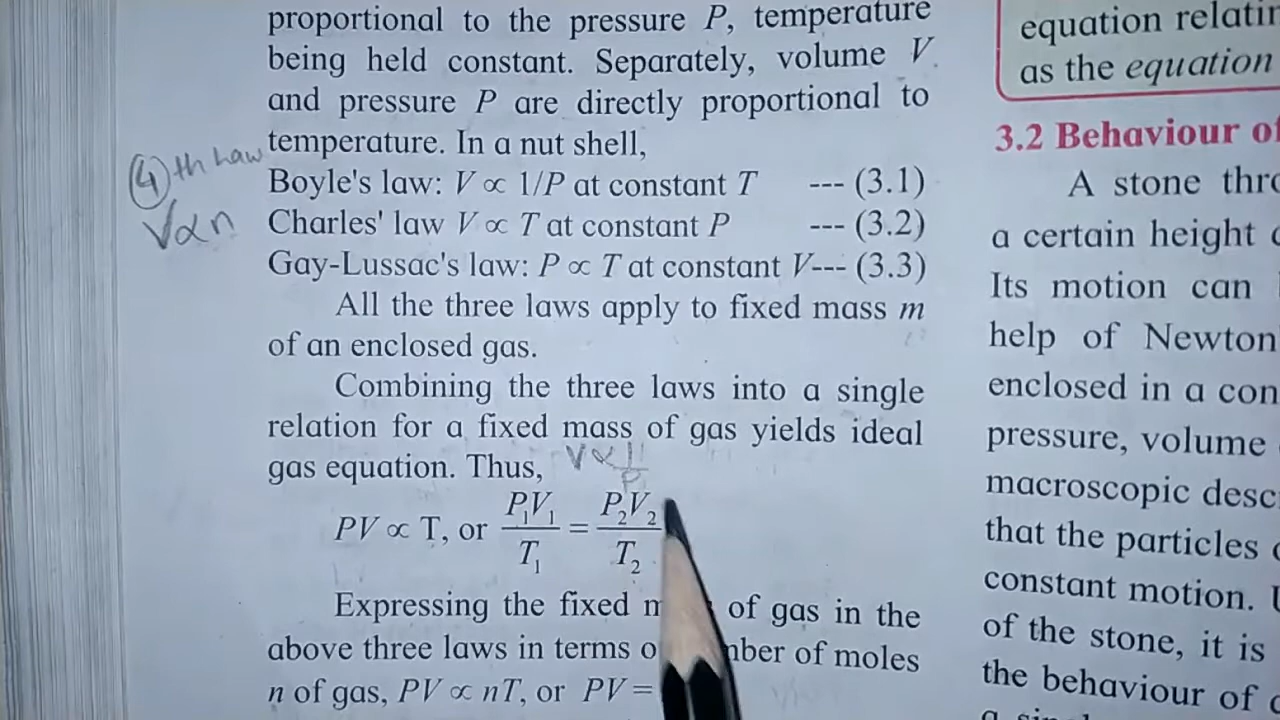 proportional to the pressure P, temperature
being held constant. Separately, volume V
and pressure P are directly proportional to
temperature. In a nut shell,
④ th Law
V∝n
Boyle's law: V ∝ 1/P at constant T --- (3.1)
Charles' law V ∝ T at constant P --- (3.2)
Gay-Lussac's law: P ∝ T at constant V--- (3.3)
All the three laws apply to fixed mass m
of an enclosed gas.
Combining the three laws into a single
relation for a fixed mass of gas yields ideal
gas equation. Thus,
V∝1/P
PV ∝ T, or P₁V₁/T₁ = P₂V₂/T₂
Expressing the fixed of gas in the
above three laws in terms of moles
n of gas, PV ∝ nT, or PV =
equation
as the equation
3.2 Behaviour
A stone
a certain height
Its motion can
help of Newton
enclosed in a
pressure, volume
macroscopic
that the particles
constant motion.
of the stone, it is
the behaviour of